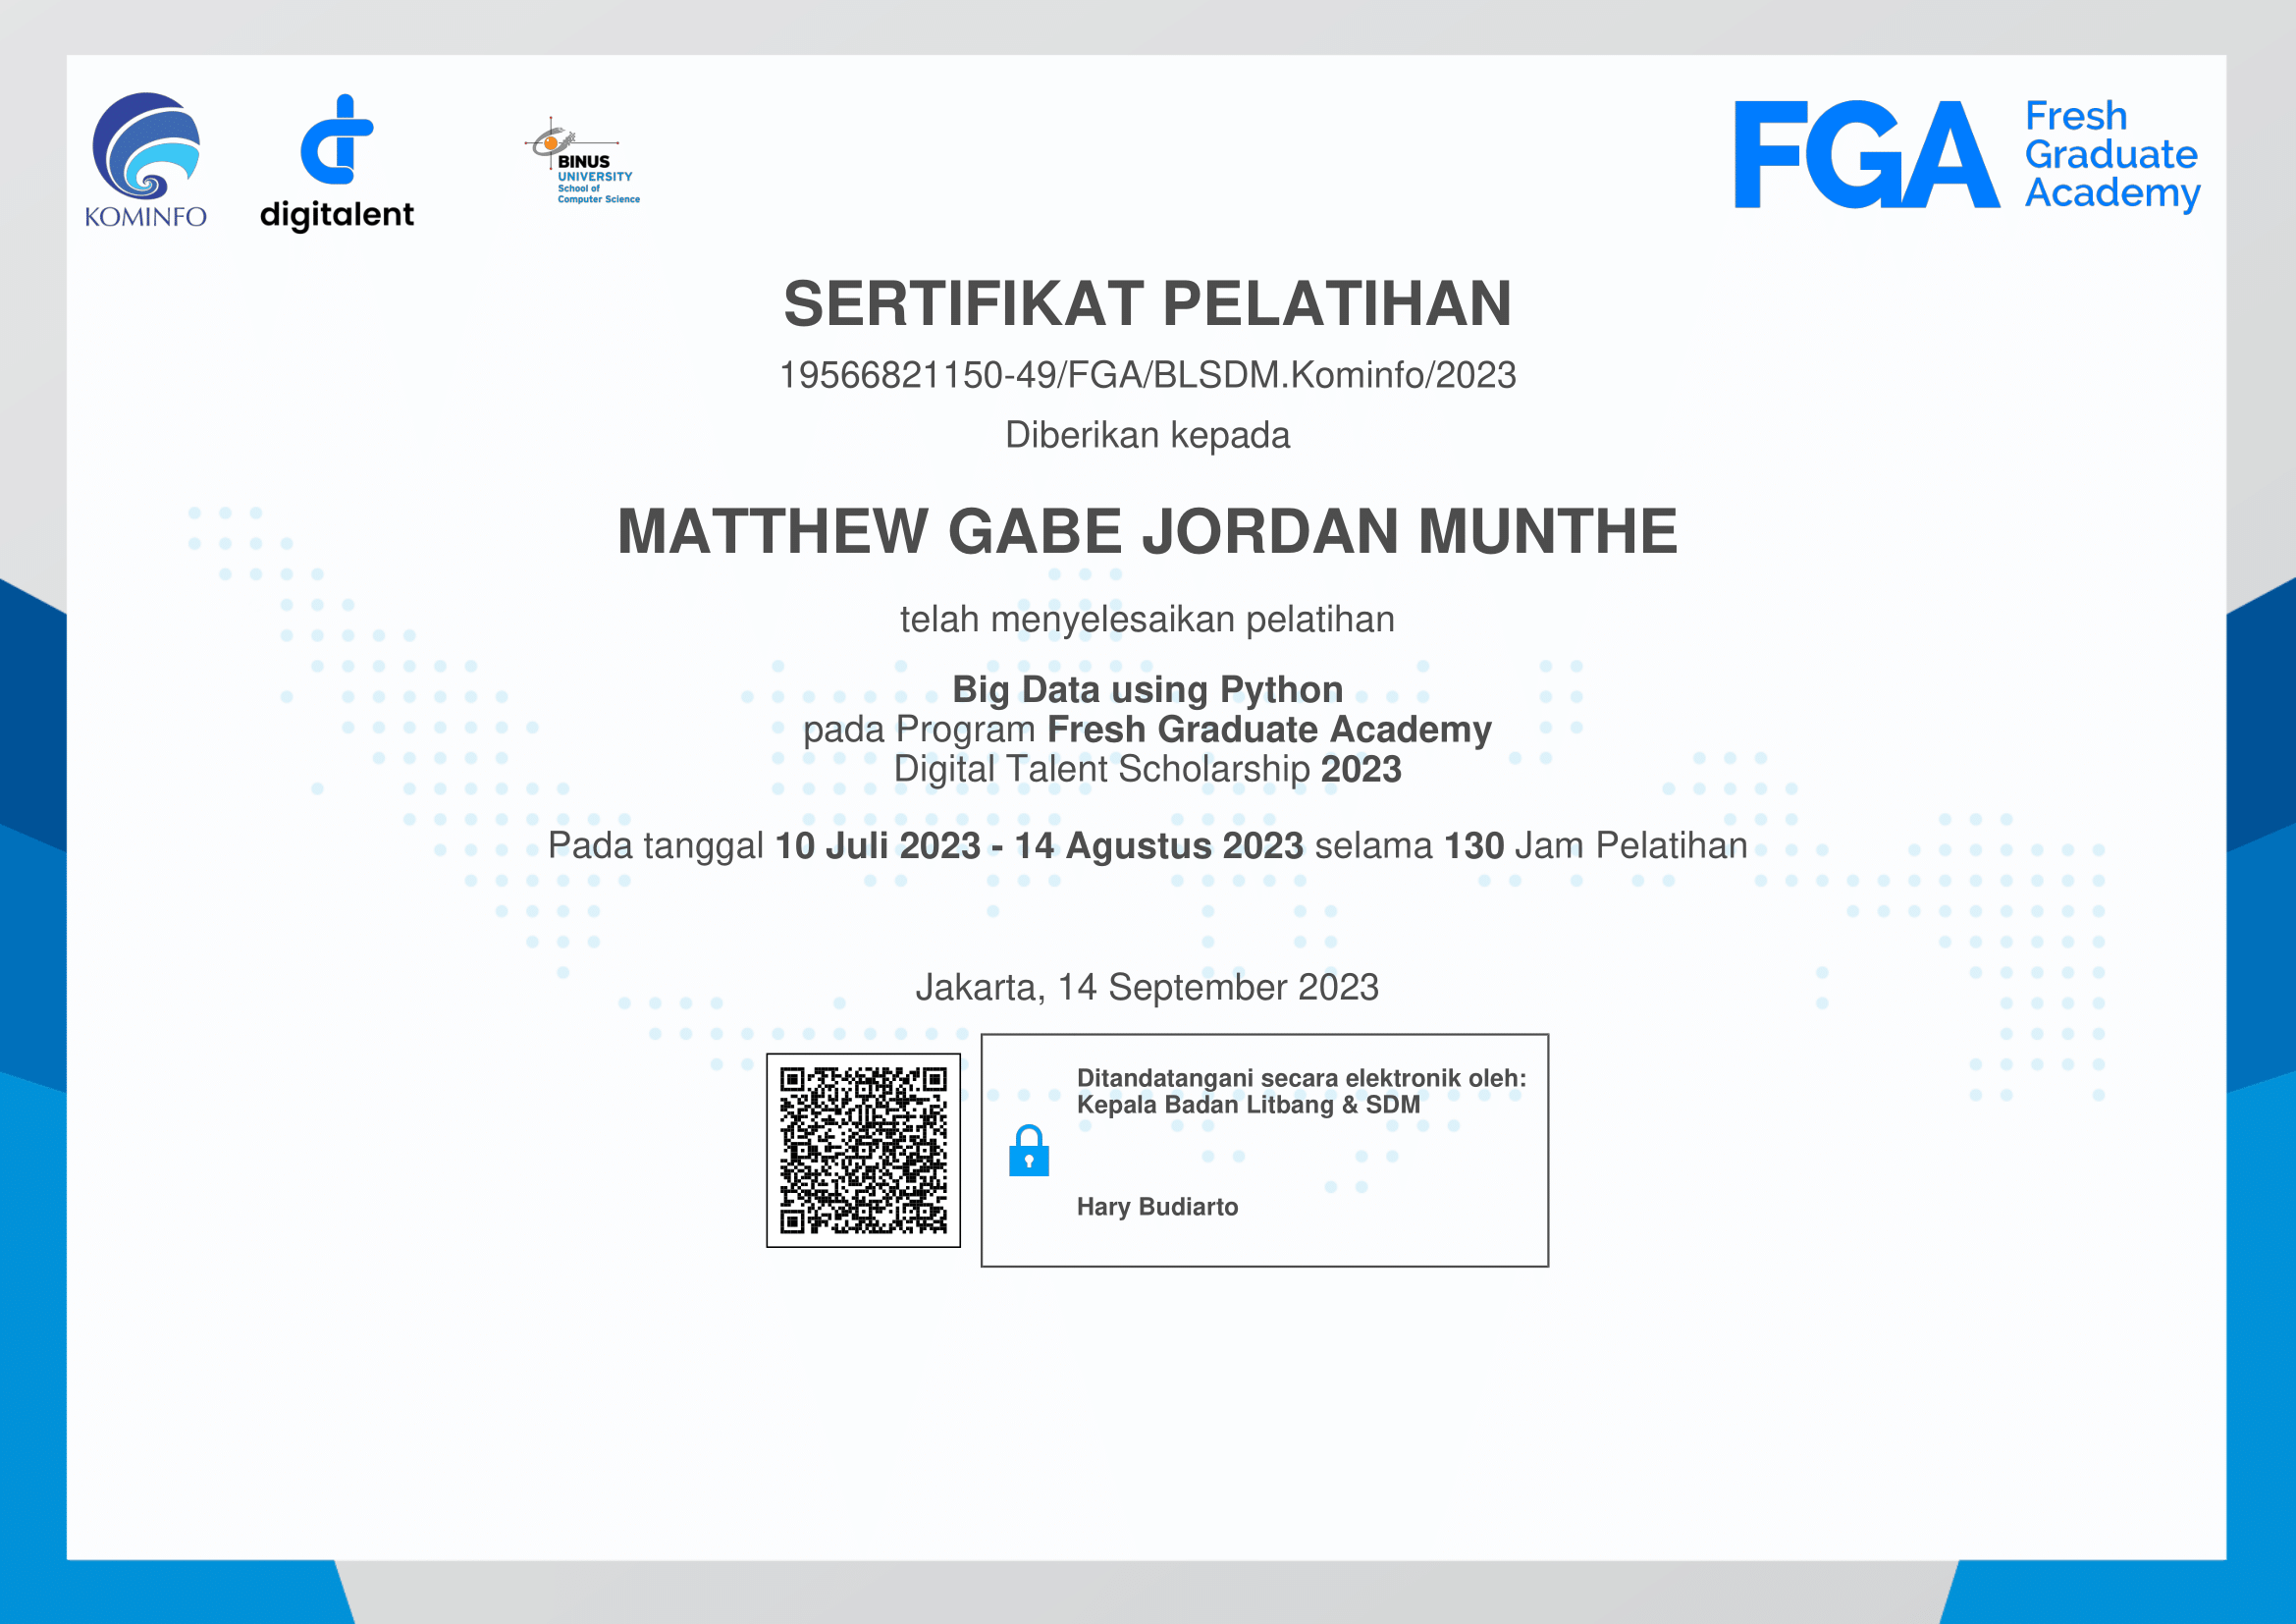 KOMINFO
digitalent
BINUS
UNIVERSITY
School of
Computer Science
FGA
Fresh
Graduate
Academy
SERTIFIKAT PELATIHAN
19566821150-49/FGA/BLSDM.Kominfo/2023
Diberikan kepada
MATTHEW GABE JORDAN MUNTHE
telah menyelesaikan pelatihan
Big Data using Python
pada Program Fresh Graduate Academy
Digital Talent Scholarship 2023
Pada tanggal 10 Juli 2023 - 14 Agustus 2023 selama 130 Jam Pelatihan
Jakarta, 14 September 2023
Ditandatangani secara elektronik oleh:
Kepala Badan Litbang & SDM
Hary Budiarto